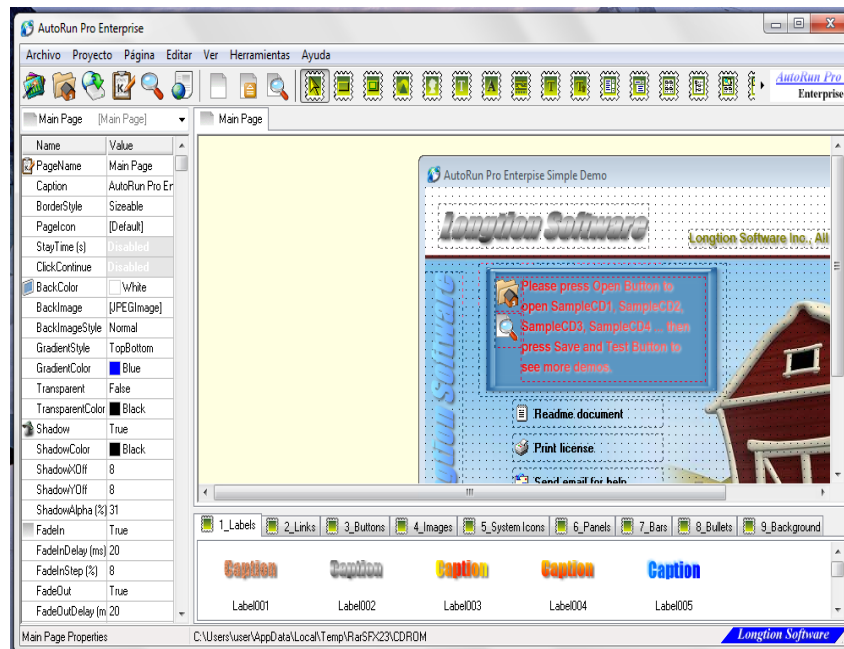 AutoRun Pro Enterprise
Archivo Proyecto Página Editar Ver Herramientas Ayuda
AutoRun Pro
Enterprise
Main Page [Main Page]
Main Page
Name Value
PageName Main Page
Caption AutoRun Pro Er
BorderStyle Sizeable
PageIcon [Default]
StayTime (s) Disabled
ClickContinue Disabled
BackColor White
BackImage [JPEGImage]
BackImageStyle Normal
GradientStyle TopBottom
GradientColor Blue
Transparent False
TransparentColor Black
Shadow True
ShadowColor Black
ShadowXOff 8
ShadowYOff 8
ShadowAlpha (%) 31
FadeIn True
FadeInDelay (ms) 20
FadeInStep (%) 8
FadeOut True
FadeOutDelay (m 20
AutoRun Pro Enterpise Simple Demo
Longtion Software
Longtion Software Inc., All
Longtion Software
Please press Open Button to
open SampleCD1, SampleCD2,
SampleCD3, SampleCD4 ... then
press Save and Test Button to
see more demos.
Readme document
Print license
Send email for help
1_Labels 2_Links 3_Buttons 4_Images 5_System Icons 6_Panels 7_Bars 8_Bullets 9_Background
Caption Caption Caption Caption Caption
Label001 Label002 Label003 Label004 Label005
Main Page Properties C:\Users\user\AppData\Local\Temp\RarSFX23\CDROM Longtion Software